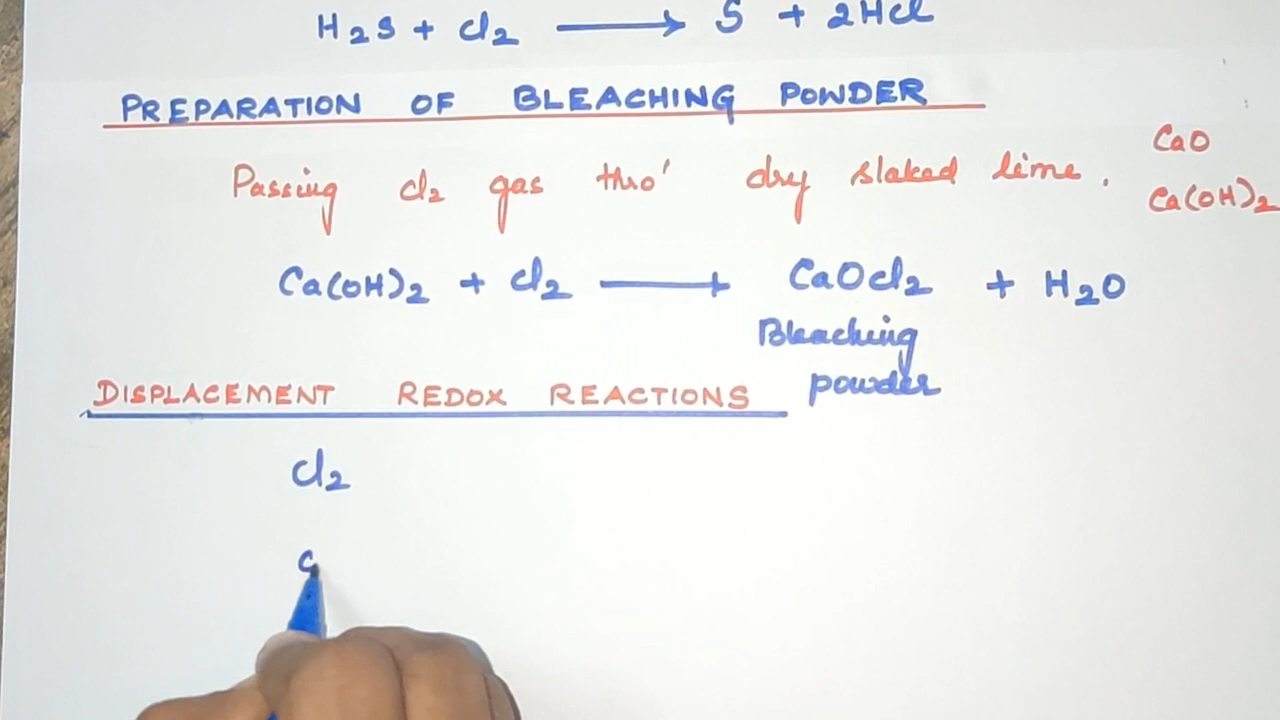 H2S + Cl2 ⟶ S + 2HCl
PREPARATION OF BLEACHING POWDER
CaO
Passing Cl2 gas thro' dry slaked lime.
Ca(OH)2
Ca(OH)2 + Cl2 ⟶ CaOCl2 + H2O
Bleaching
powder
DISPLACEMENT REDOX REACTIONS
Cl2